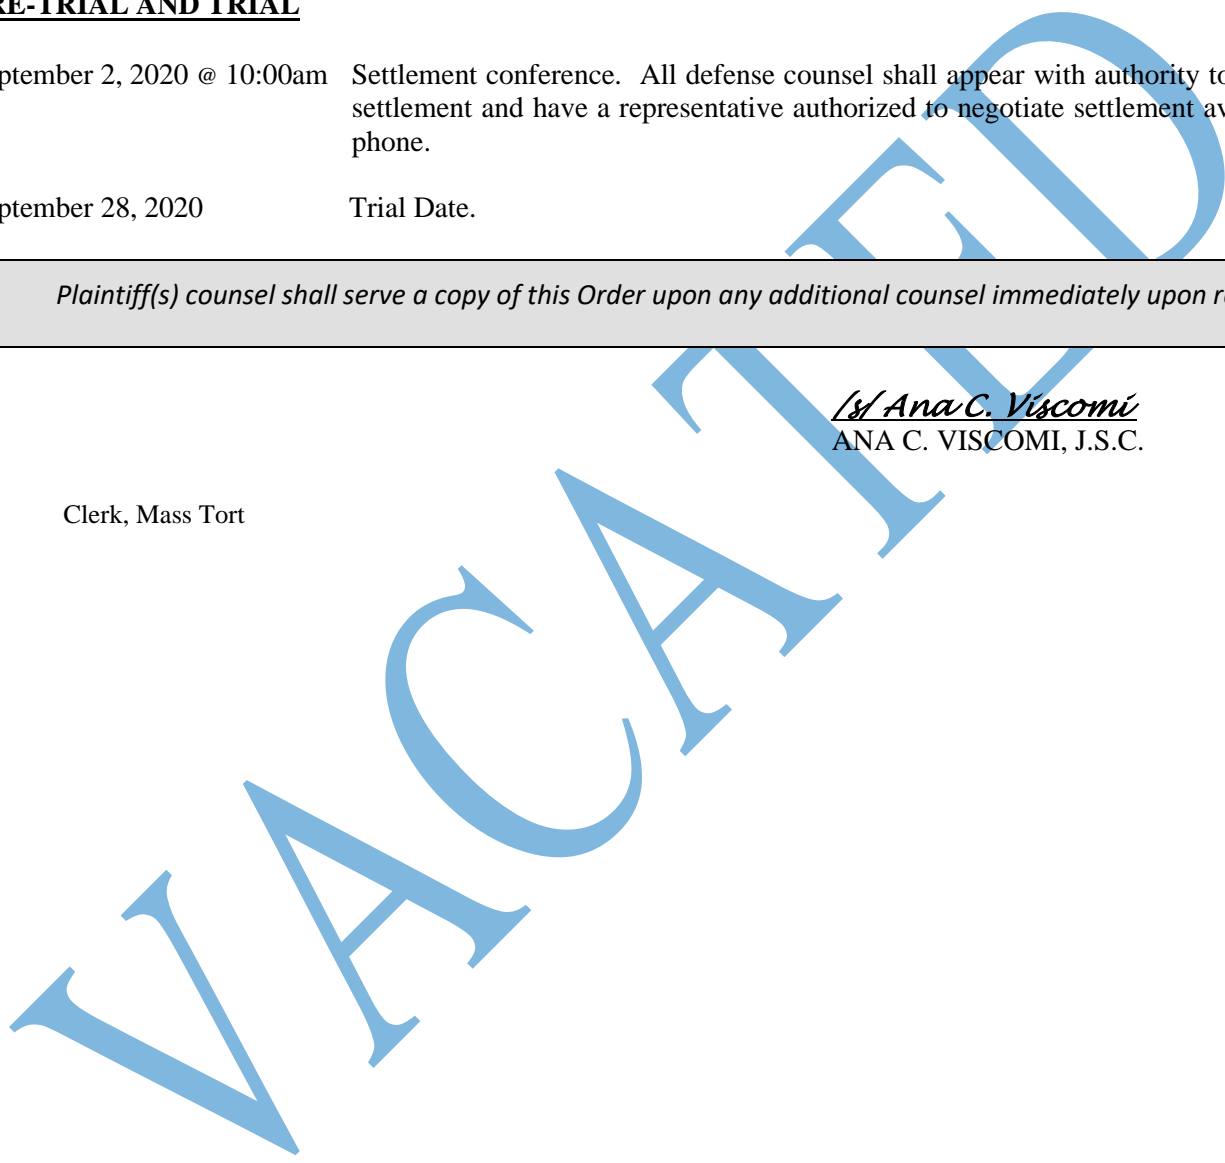 RE-TRIAL AND TRIAL
ptember 2, 2020 @ 10:00am Settlement conference. All defense counsel shall appear with authority to
settlement and have a representative authorized to negotiate settlement av
phone.
ptember 28, 2020 Trial Date.
Plaintiff(s) counsel shall serve a copy of this Order upon any additional counsel immediately upon r
/s/ Ana C. Viscomi
ANA C. VISCOMI, J.S.C.
Clerk, Mass Tort
VACATED